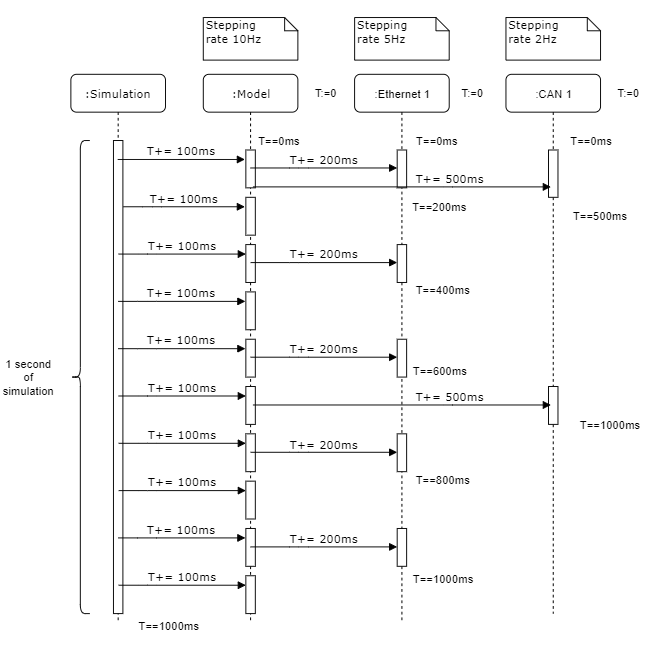 Stepping
rate 10Hz
Stepping
rate 5Hz
Stepping
rate 2Hz
:Simulation
:Model
T:=0
:Ethernet 1
T:=0
:CAN 1
T:=0
T==0ms
T==0ms
T==0ms
T+= 100ms
T+= 200ms
T+= 500ms
T+= 100ms
T==200ms
T==500ms
T+= 100ms
T+= 200ms
T==400ms
T+= 100ms
T+= 100ms
T+= 200ms
1 second
of
simulation
T==600ms
T+= 100ms
T+= 500ms
T==1000ms
T+= 100ms
T+= 200ms
T==800ms
T+= 100ms
T+= 100ms
T+= 200ms
T+= 100ms
T==1000ms
T==1000ms